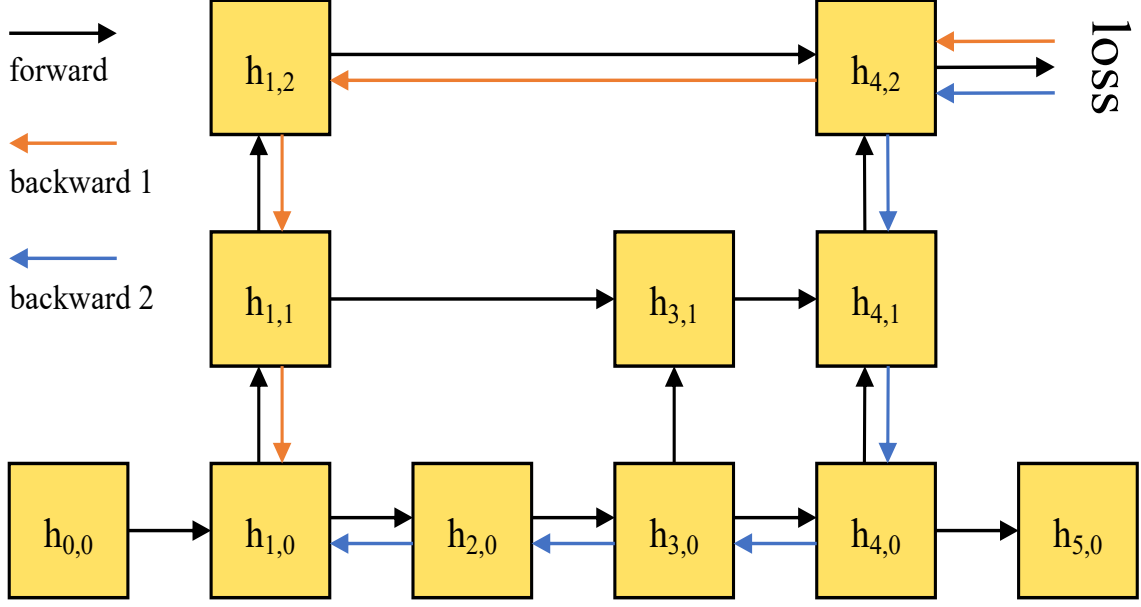 forward
backward 1
backward 2
h1,2
h4,2
loss
h1,1
h3,1
h4,1
h0,0
h1,0
h2,0
h3,0
h4,0
h5,0